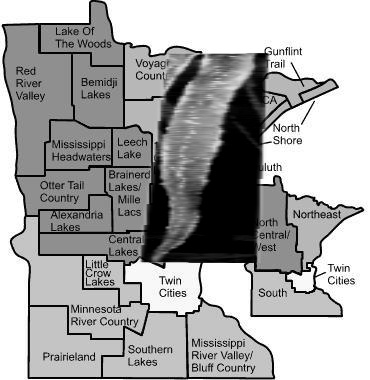 Lake Of
The Woods
Voyag
Count
Gunflint
Trail
Red
River
Valley
Bemidji
Lakes
CA
North
Shore
Mississippi
Headwaters
Leech
Lake
uluth
Otter Tail
Country
Brainerd
Lakes/
Mille
Lacs
Alexandria
Lakes
Northeast
North
Central/
West
Central
Lakes
Little
Crow
Lakes
Twin
Cities
Twin
Cities
South
Minnesota
River Country
Prairieland
Southern
Lakes
Mississippi
River Valley/
Bluff Country